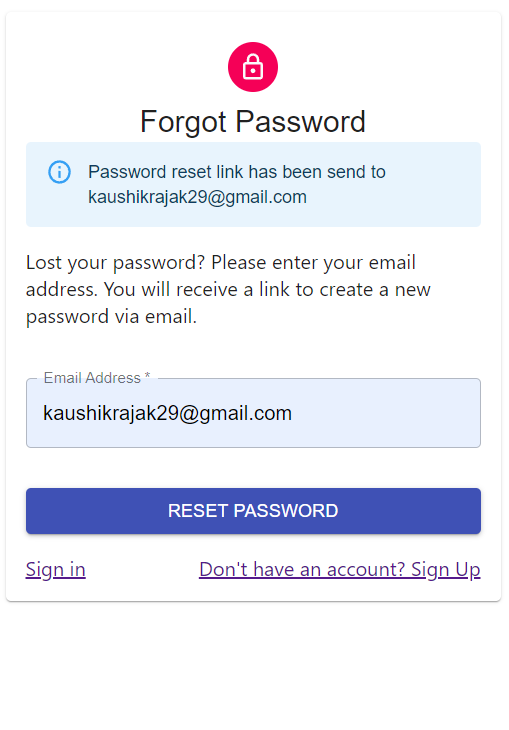 Forgot Password
Password reset link has been send to
kaushikrajak29@gmail.com
Lost your password? Please enter your email
address. You will receive a link to create a new
password via email.
Email Address *
kaushikrajak29@gmail.com
RESET PASSWORD
Sign in Don't have an account? Sign Up